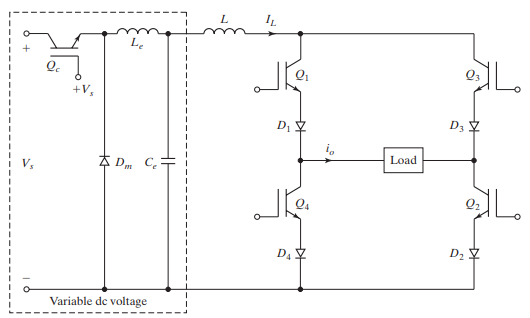 L
I_L
+
L_e
Q_c
+V_s
Q_1
Q_3
D_1
D_3
i_o
V_s
D_m
C_e
Load
Q_4
Q_2
D_4
D_2
–
Variable dc voltage